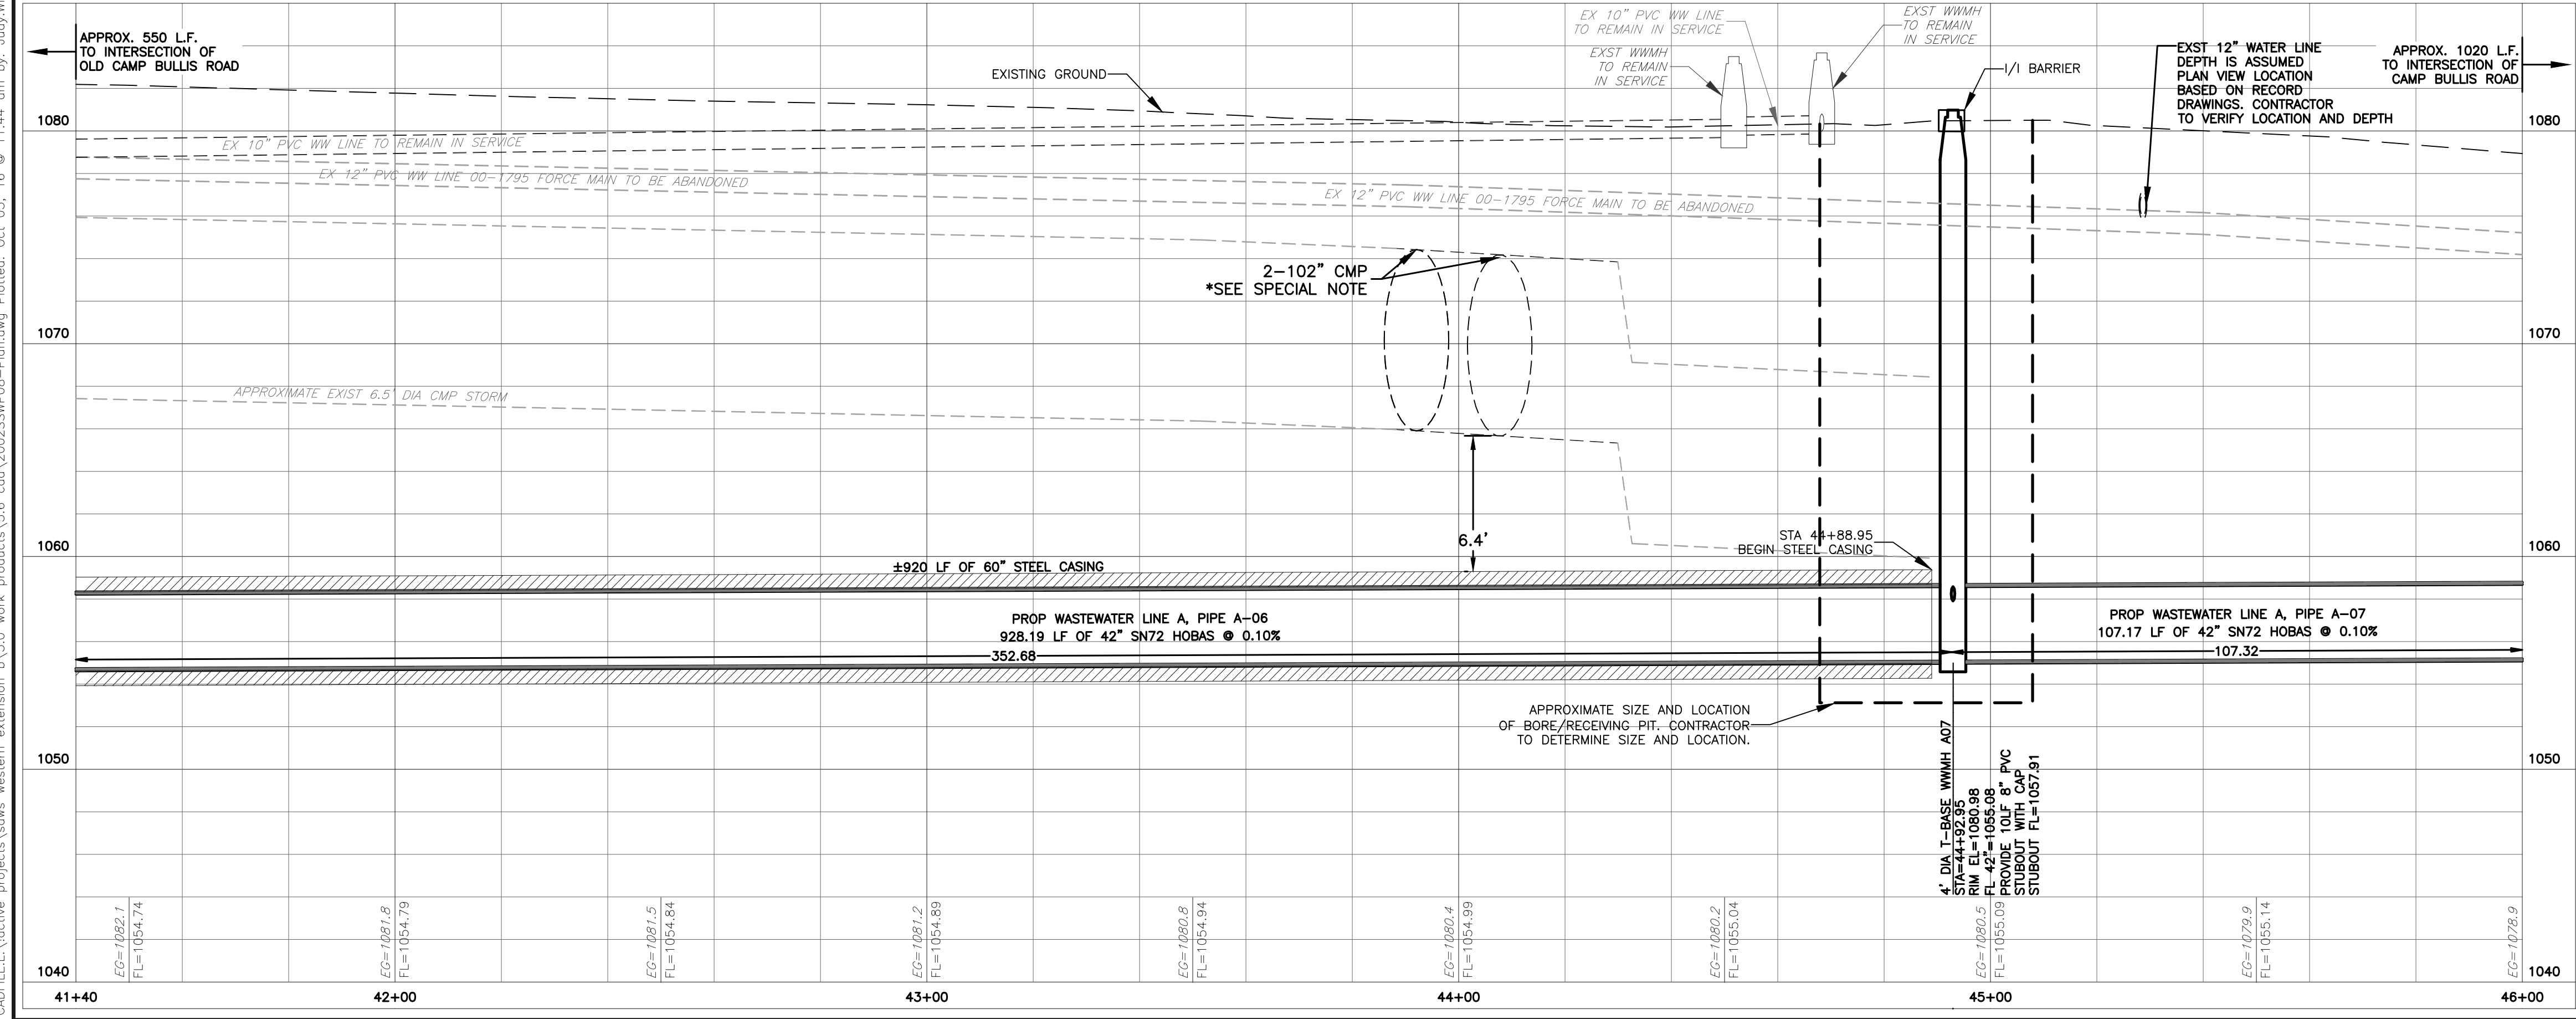 APPROX. 550 L.F.
TO INTERSECTION OF
OLD CAMP BULLIS ROAD
EXISTING GROUND
EX 10" PVC WW LINE
TO REMAIN IN SERVICE
EXST WWMH
TO REMAIN
IN SERVICE
EXST WWMH
TO REMAIN
IN SERVICE
I/I BARRIER
EXST 12" WATER LINE
DEPTH IS ASSUMED
PLAN VIEW LOCATION
BASED ON RECORD
DRAWINGS. CONTRACTOR
TO VERIFY LOCATION AND DEPTH
APPROX. 1020 L.F.
TO INTERSECTION OF
CAMP BULLIS ROAD
1080
1080
EX 10" PVC WW LINE TO REMAIN IN SERVICE
EX 12" PVC WW LINE 00-1795 FORCE MAIN TO BE ABANDONED
EX 12" PVC WW LINE 00-1795 FORCE MAIN TO BE ABANDONED
2-102" CMP
*SEE SPECIAL NOTE
1070
1070
APPROXIMATE EXIST 6.5' DIA CMP STORM
6.4'
STA 44+88.95
BEGIN STEEL CASING
1060
1060
±920 LF OF 60" STEEL CASING
PROP WASTEWATER LINE A, PIPE A-06
928.19 LF OF 42" SN72 HOBAS @ 0.10%
352.68
PROP WASTEWATER LINE A, PIPE A-07
107.17 LF OF 42" SN72 HOBAS @ 0.10%
107.32
APPROXIMATE SIZE AND LOCATION
OF BORE/RECEIVING PIT. CONTRACTOR
TO DETERMINE SIZE AND LOCATION.
1050
1050
4' DIA T-BASE WWMH A07
STA=44+92.95
RIM EL=1080.98
FL 42"=1055.08
PROVIDE 10LF 8" PVC
STUBOUT WITH CAP
STUBOUT FL=1057.91
EG=1082.1
FL=1054.74
EG=1081.8
FL=1054.79
EG=1081.5
FL=1054.84
EG=1081.2
FL=1054.89
EG=1080.8
FL=1054.94
EG=1080.4
FL=1054.99
EG=1080.2
FL=1055.04
EG=1080.5
FL=1055.09
EG=1079.9
FL=1055.14
EG=1078.9
1040
1040
41+40
42+00
43+00
44+00
45+00
46+00